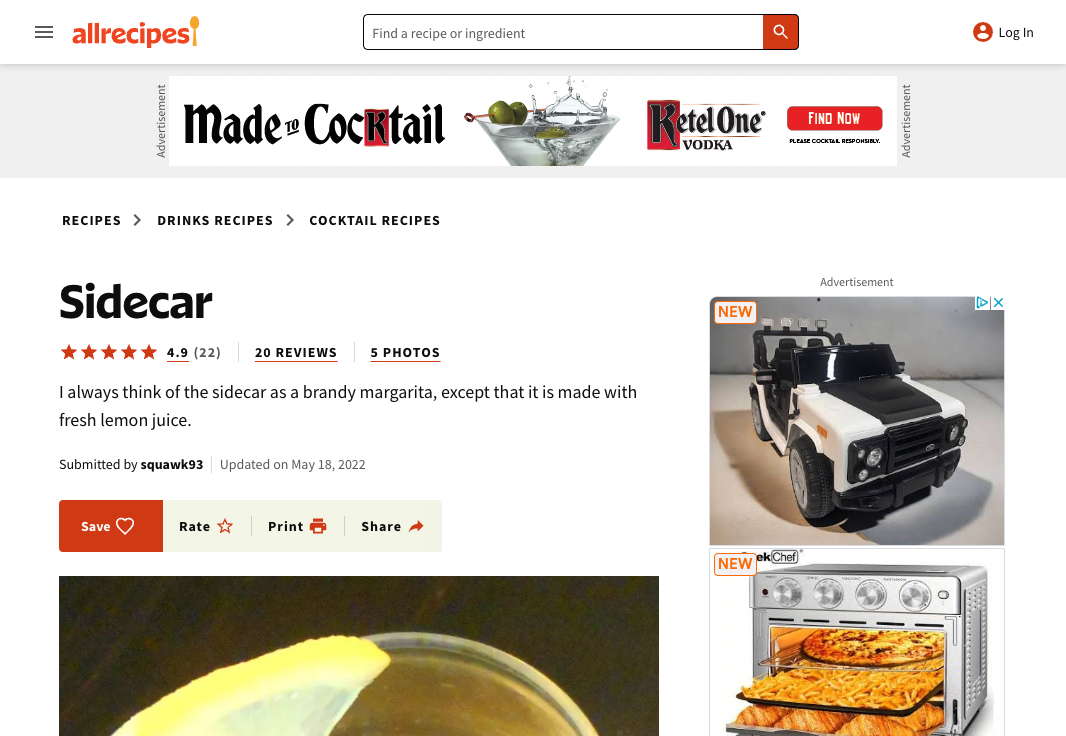 allrecipes
Find a recipe or ingredient
Log In
Advertisement
Made to Cocktail
Ketel One
VODKA
FIND NOW
PLEASE COCKTAIL RESPONSIBLY.
Advertisement
RECIPES
DRINKS RECIPES
COCKTAIL RECIPES
Sidecar
4.9 (22)
20 REVIEWS
5 PHOTOS
I always think of the sidecar as a brandy margarita, except that it is made with
fresh lemon juice.
Submitted by squawk93
Updated on May 18, 2022
Save
Rate
Print
Share
Advertisement
NEW
NEW
ekChef